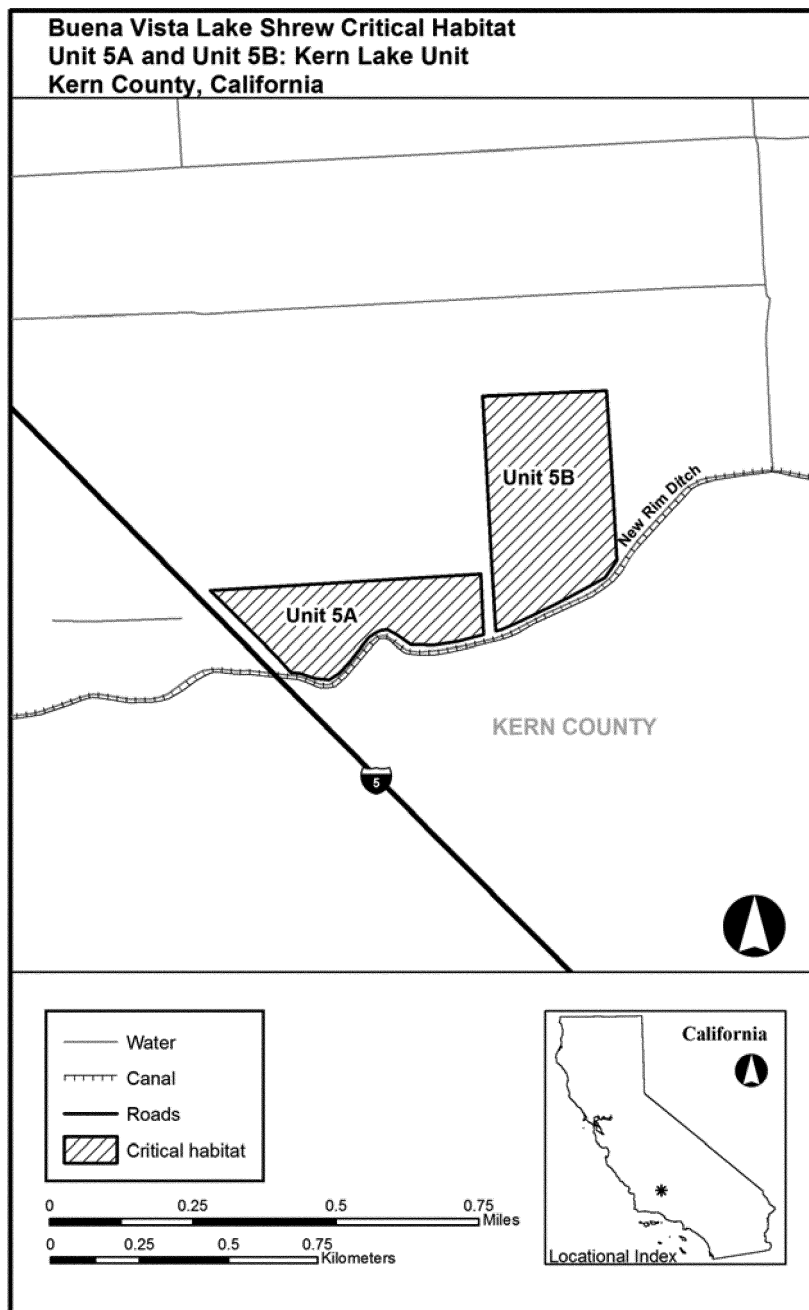 Buena Vista Lake Shrew Critical Habitat
Unit 5A and Unit 5B: Kern Lake Unit
Kern County, California
Unit 5B
New Rim Ditch
Unit 5A
KERN COUNTY
5
Water
Canal
Roads
Critical habitat
0 0.25 0.5 0.75
Miles
0 0.25 0.5 0.75
Kilometers
California
Locational Index